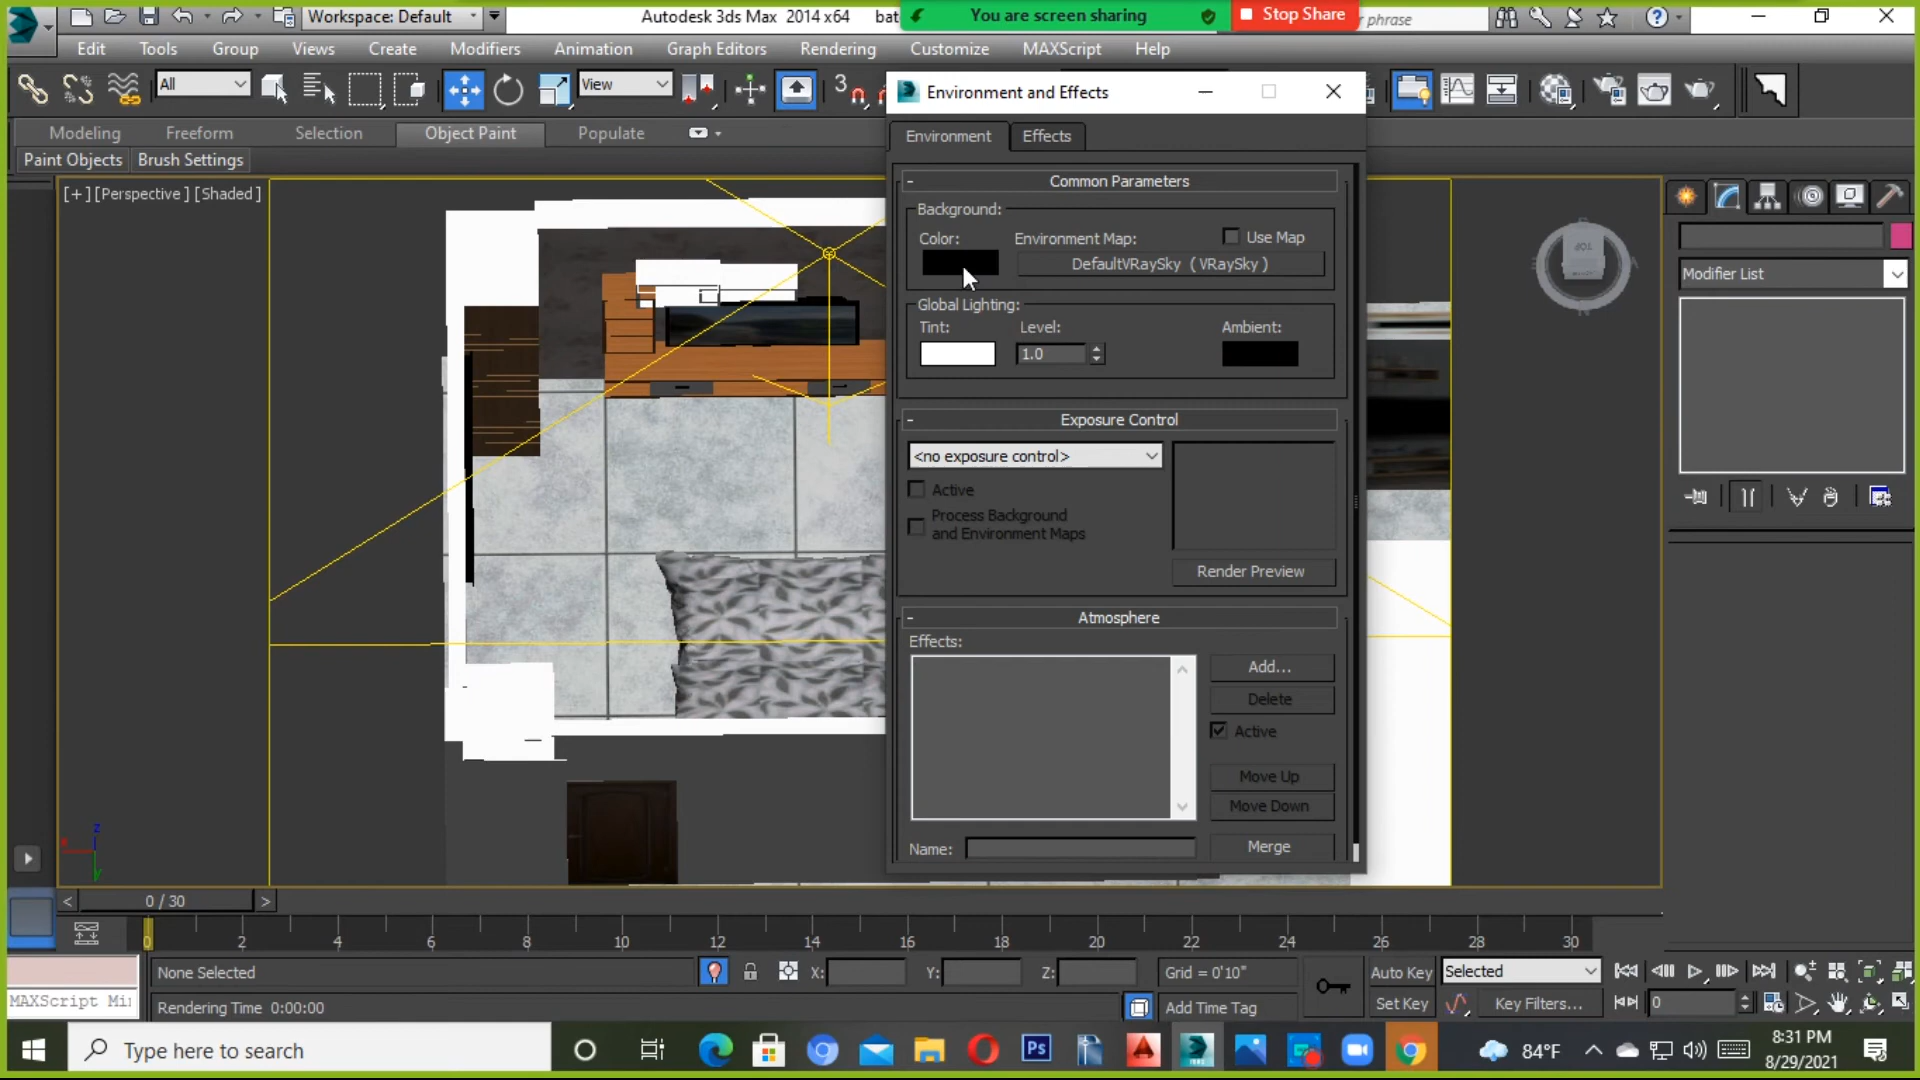 Workspace: Default
Autodesk 3ds Max  2014 x64
bat
You are screen sharing
Stop Share
phrase
Edit
Tools
Group
Views
Create
Modifiers
Animation
Graph Editors
Rendering
Customize
MAXScript
Help
All
View
3
Environment and Effects
Modeling
Freeform
Selection
Object Paint
Populate
Paint Objects
Brush Settings
[+][Perspective][Shaded]
Environment
Effects
- Common Parameters
Background:
Color:
Environment Map:
Use Map
DefaultVRaySky ( VRaySky )
Global Lighting:
Tint:
Level:
Ambient:
1.0
- Exposure Control
<no exposure control>
Active
Process Background
and Environment Maps
Render Preview
- Atmosphere
Effects:
Add...
Delete
Active
Move Up
Move Down
Name:
Merge
TOP
Modifier List
z
x
y
< 0 / 30 >
0 2 4 6 8 10 12 14 16 18 20 22 24 26 28 30
None Selected
X:
Y:
Z:
Grid = 0'10"
Auto Key
Selected
MAXScript Mi
Rendering Time  0:00:00
Add Time Tag
Set Key
Key Filters...
0
Type here to search
Ps
84°F
8:31 PM
8/29/2021